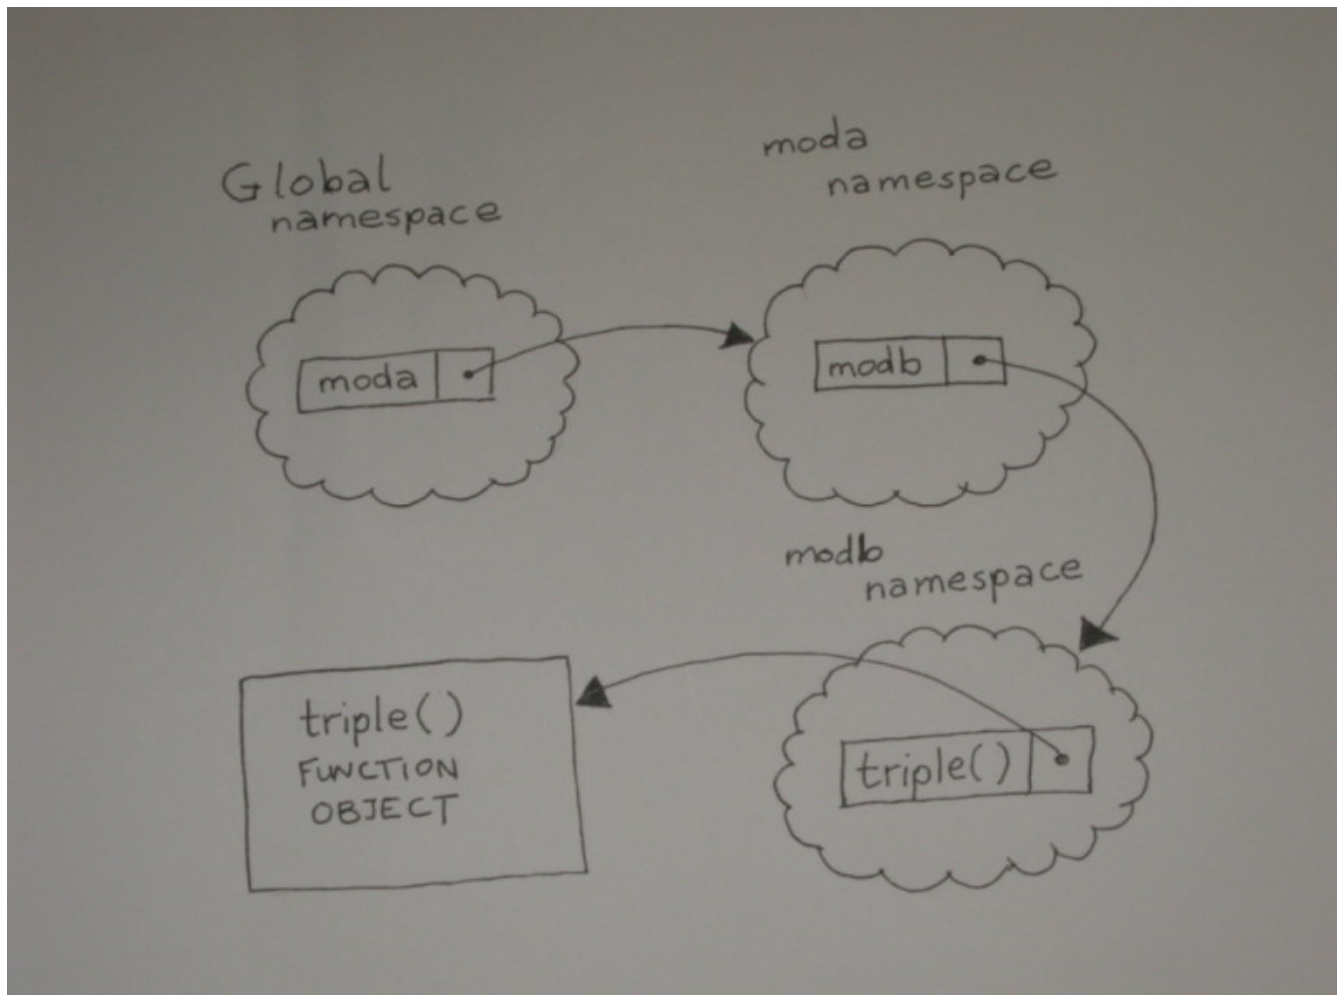 Global
namespace
moda
namespace
moda
modb
modb
namespace
triple()
FUNCTION
OBJECT
triple()